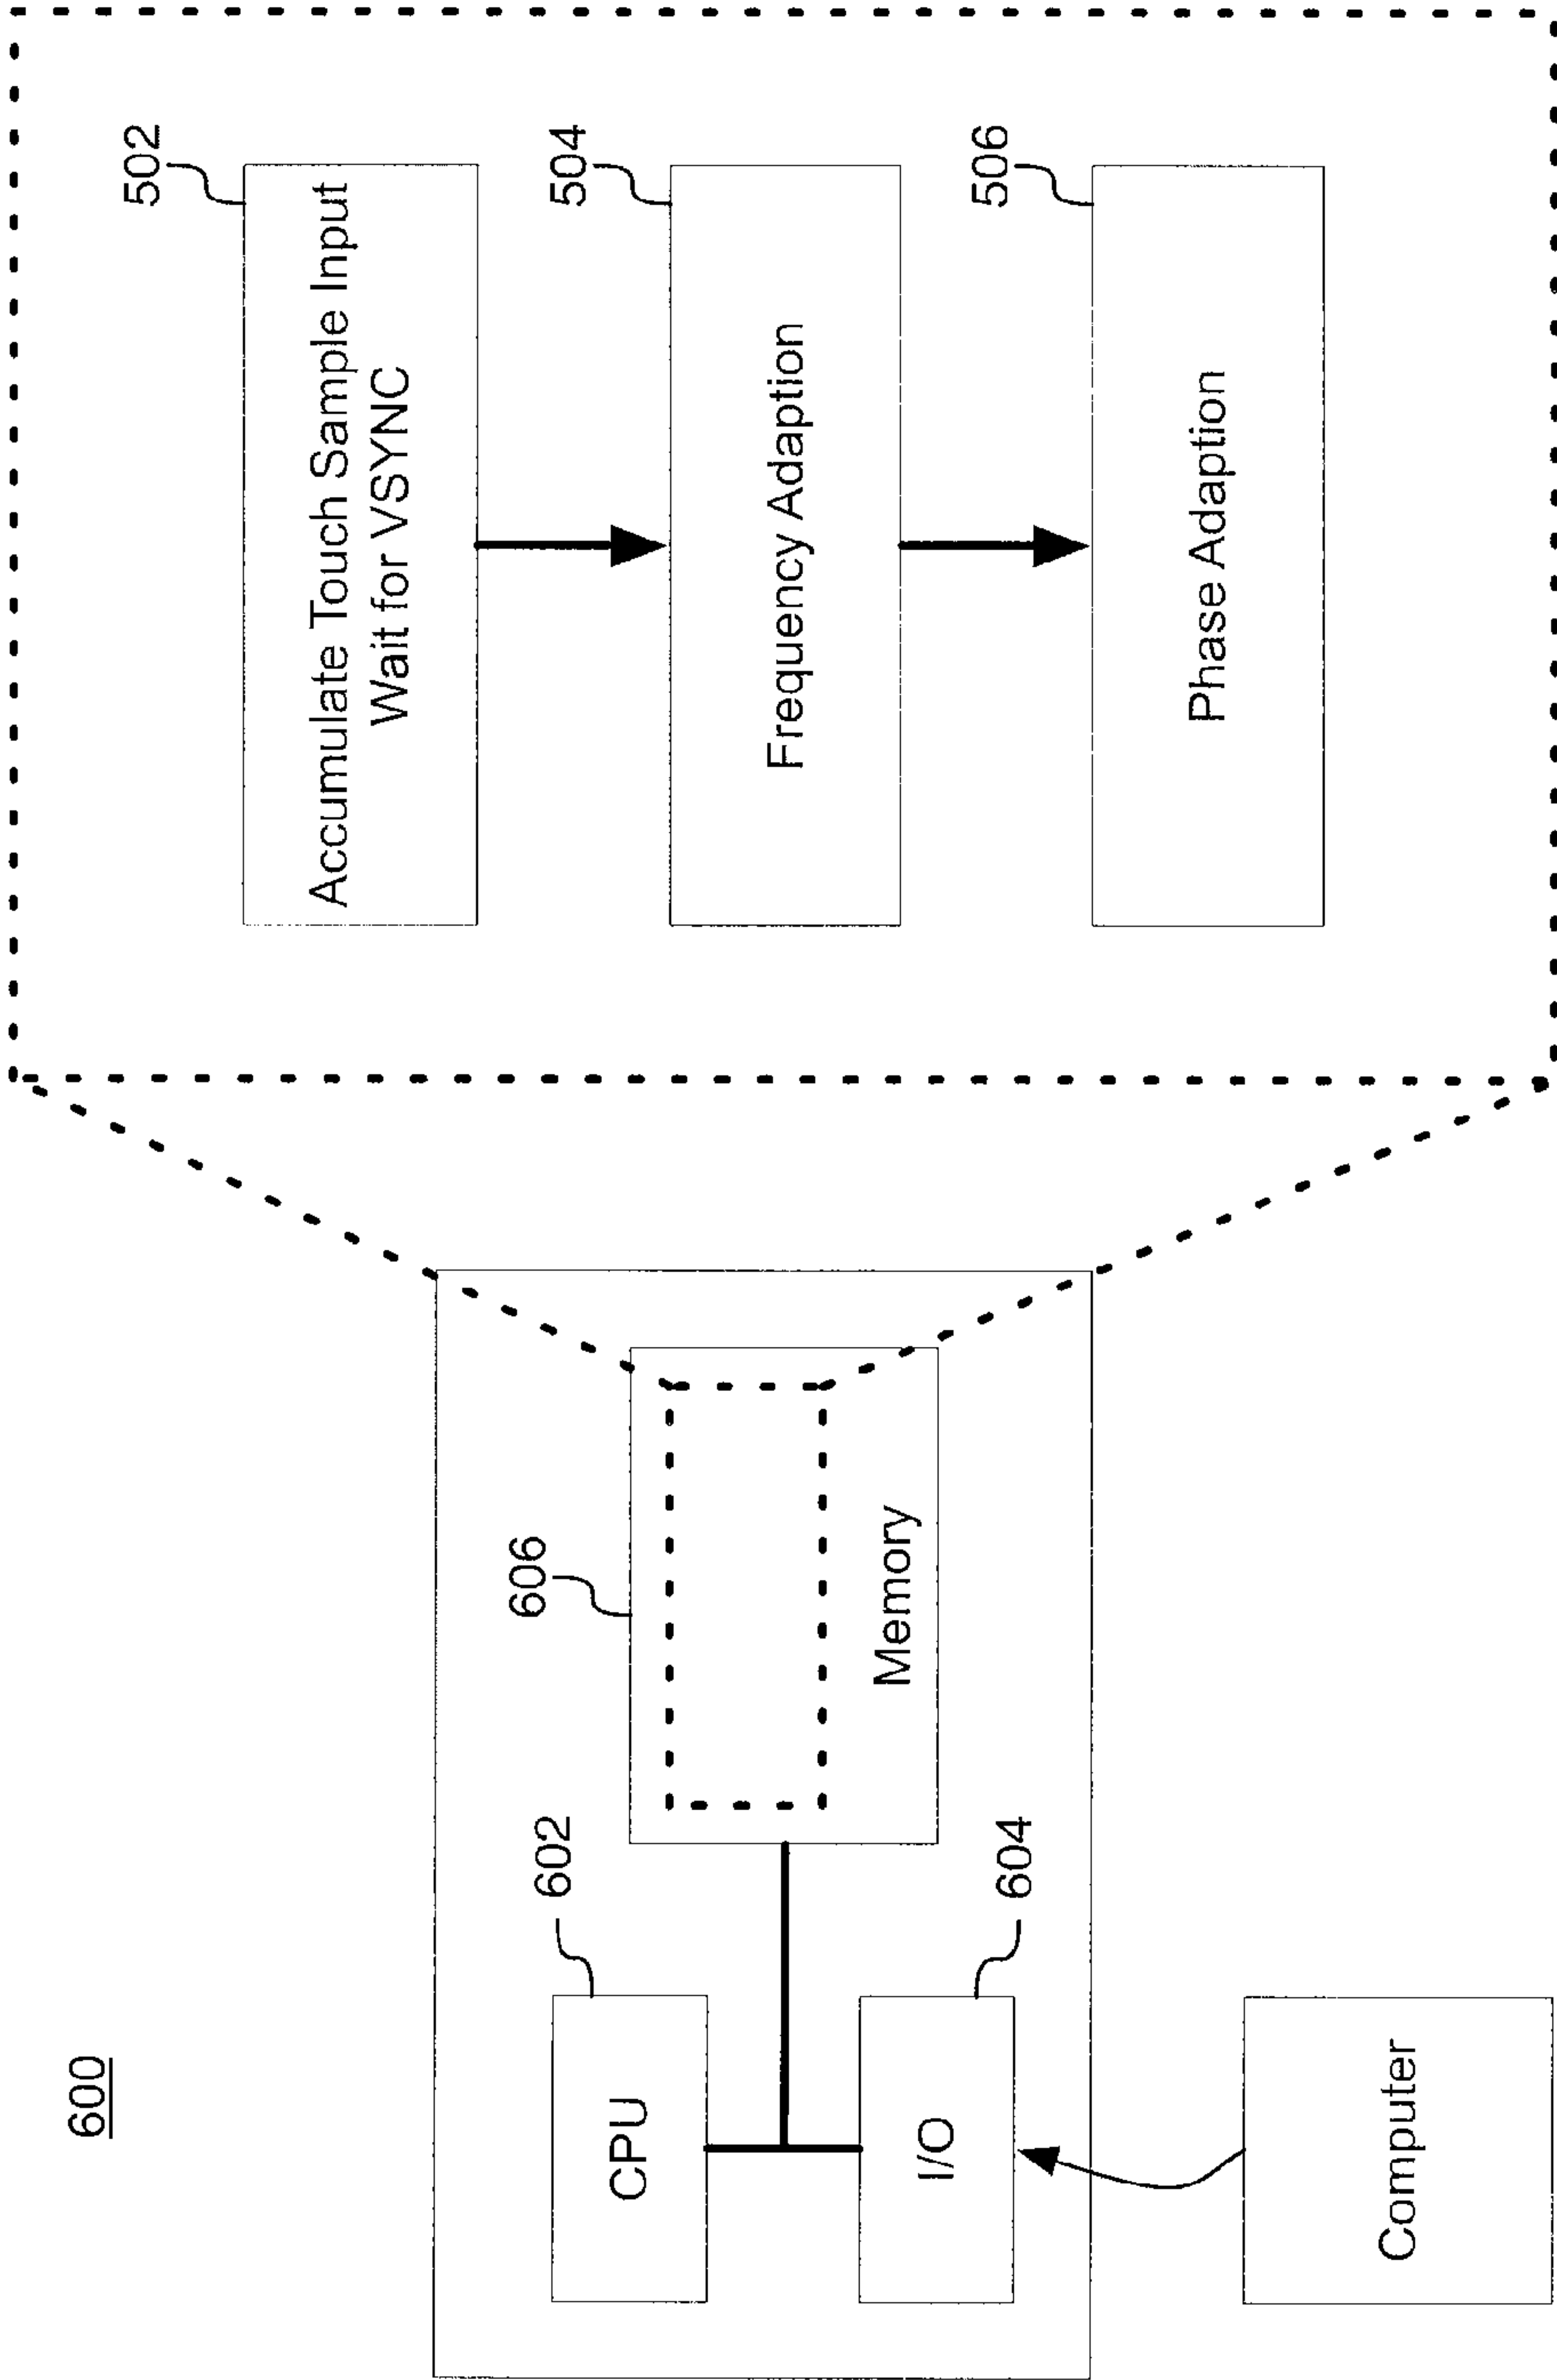 600
CPU
602
I/O
604
606
Memory
Computer
502
Accumulate Touch Sample Input
Wait for VSYNC
504
Frequency Adaption
506
Phase Adaption